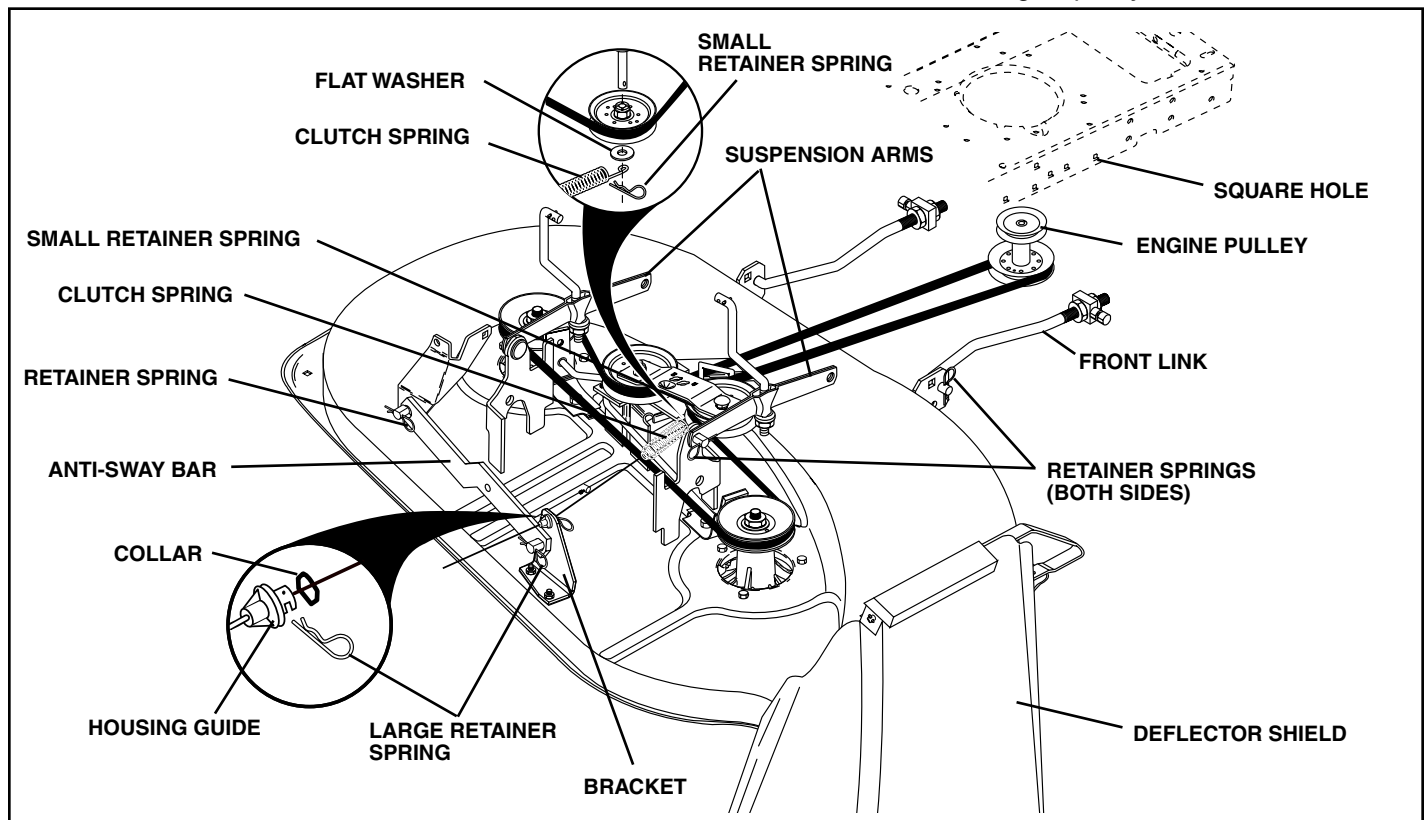 SMALL
RETAINER SPRING
FLAT WASHER
CLUTCH SPRING
SUSPENSION ARMS
SQUARE HOLE
SMALL RETAINER SPRING
ENGINE PULLEY
CLUTCH SPRING
FRONT LINK
RETAINER SPRING
ANTI-SWAY BAR
RETAINER SPRINGS
(BOTH SIDES)
COLLAR
HOUSING GUIDE
LARGE RETAINER
SPRING
DEFLECTOR SHIELD
BRACKET